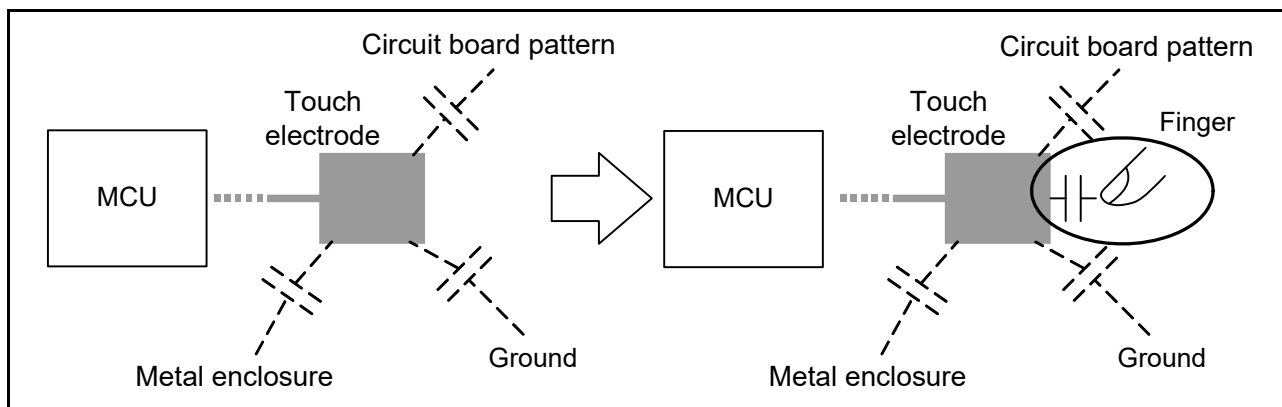 Circuit board pattern
Touch
electrode
MCU
Metal enclosure
Ground
Circuit board pattern
Touch
electrode
Finger
MCU
Metal enclosure
Ground